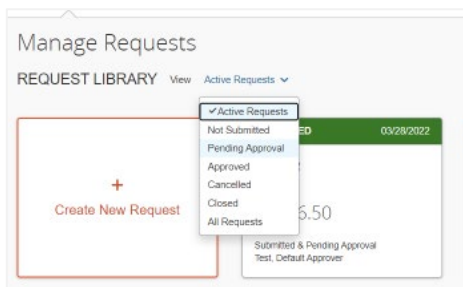 Manage Requests
REQUEST LIBRARY View Active Requests
✔Active Requests
Not Submitted
Pending Approval
Approved
Cancelled
Closed
All Requests
ED 03/28/2022
+
Create New Request
6.50
Submitted & Pending Approval
Test, Default Approver